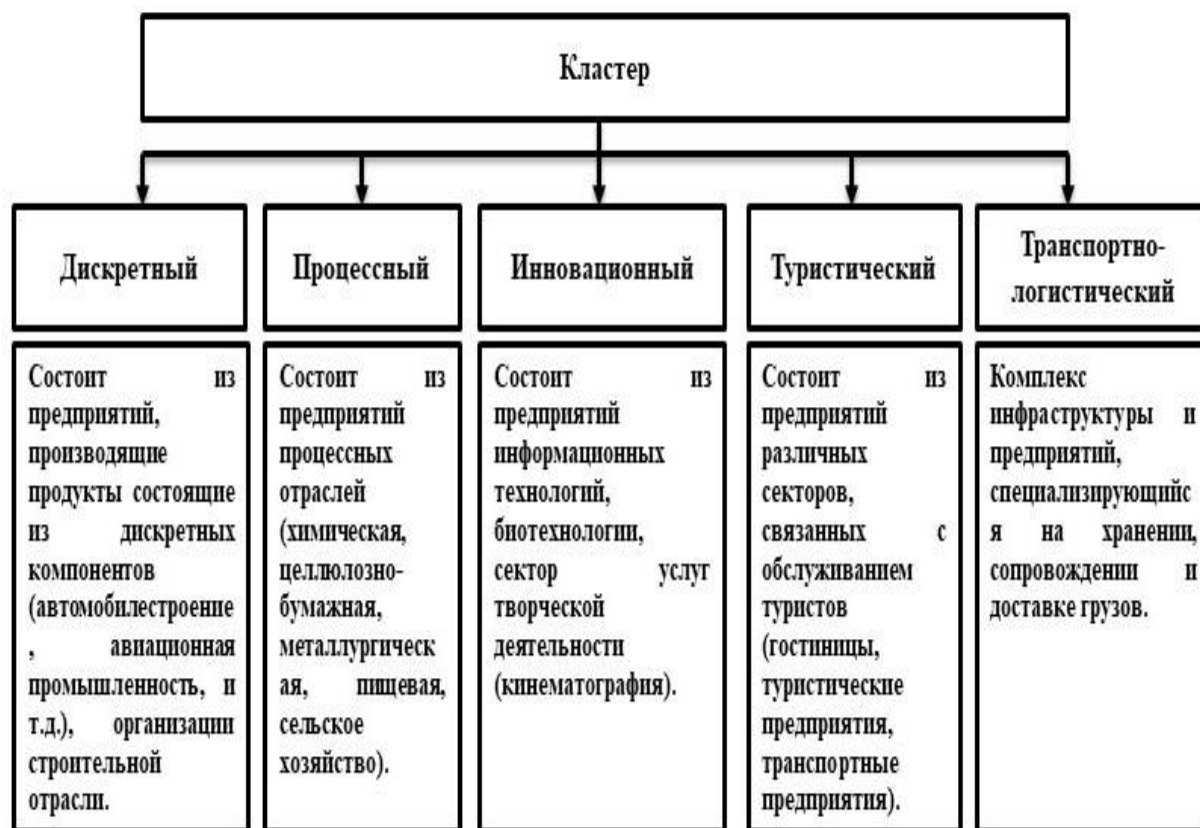 Кластер
Дискретный
Процессный
Инновационный
Туристический
Транспортно-
логистический
Состоит из
предприятий,
производящие
продукты состоящие
из дискретных
компонентов
(автомобилестроение
, авиационная
промышленность, и
т.д.), организации
строительной
отрасли.
Состоит из
предприятий
процессных
отраслей
(химическая,
целлюлозно-
бумажная,
металлургическ
ая, пищевая,
сельское
хозяйство).
Состоит из
предприятий
информационных
технологий,
биотехнологии,
сектор услуг
творческой
деятельности
(кинематография).
Состоит из
предприятий
различных
секторов,
связанных с
обслуживанием
туристов
(гостиницы,
туристические
предприятия,
транспортные
предприятия).
Комплекс
инфраструктуры и
предприятий,
специализирующийс
я на хранении,
сопровождении и
доставке грузов.